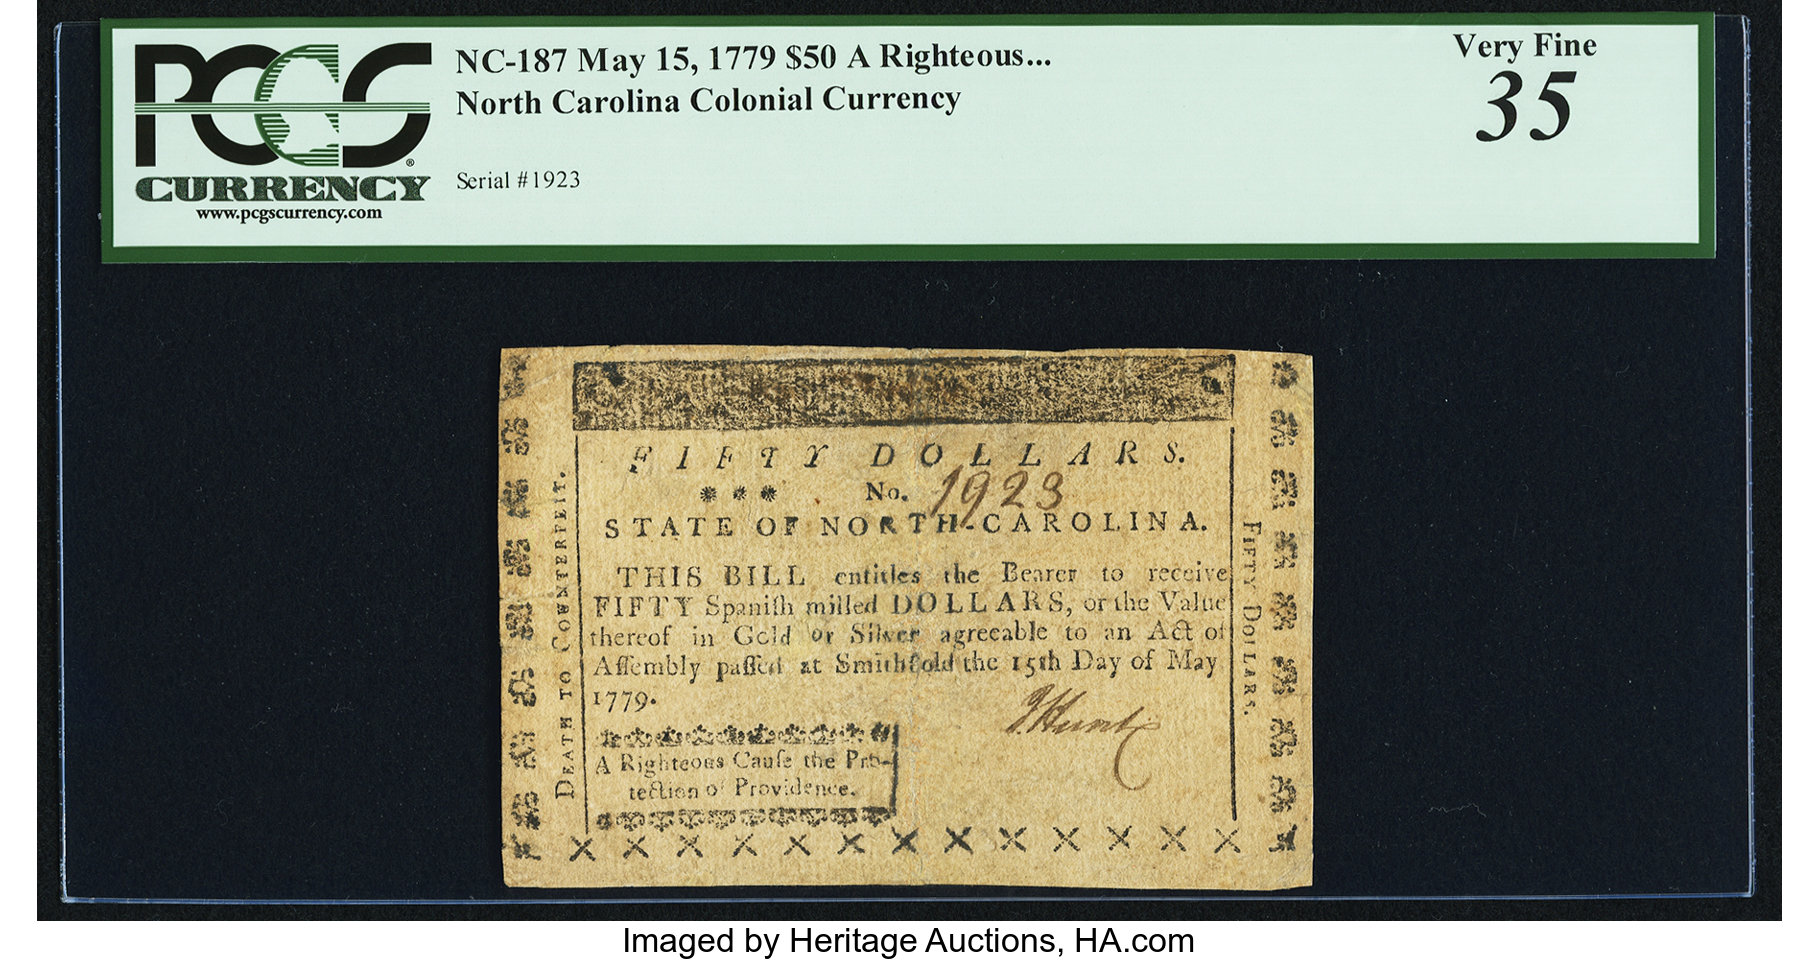 PCGS
CURRENCY
www.pcgscurrency.com
NC-187 May 15, 1779 $50 A Righteous...
North Carolina Colonial Currency
Serial #1923
Very Fine
35
FIFTY DOLLARS.
*** No. 1923
STATE OF NORTH-CAROLINA.
THIS BILL entitles the Bearer to receive
FIFTY Spaniſh milled DOLLARS, or the Value
thereof in Gold or Silver agreeable to an Act of
Aſſembly paſſed at Smithfold the 15th Day of May
1779.
J Hunt
A Righteous Cauſe the Pro-
tection of Providence.
DEATH TO COUNTERFEIT.
FIFTY DOLLARS.
Imaged by Heritage Auctions, HA.com